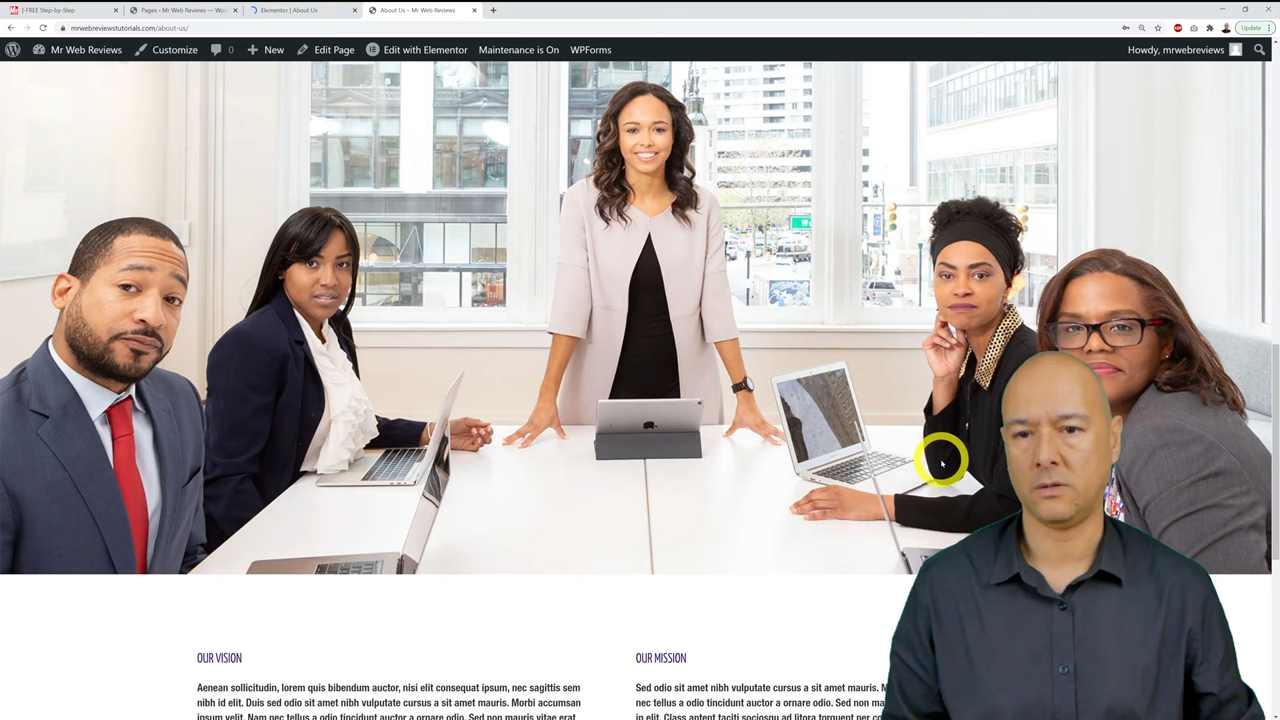 [-FREE Step-by-Step
Pages ‹ Mr Web Reviews — Wo
Elementor | About Us
About Us – Mr Web Reviews
mrwebreviewstutorials.com/about-us/
Update
Mr Web Reviews
Customize
0
New
Edit Page
Edit with Elementor
Maintenance is On
WPForms
Howdy, mrwebreviews
OUR VISION
Aenean sollicitudin, lorem quis bibendum auctor, nisi elit consequat ipsum, nec sagittis sem
nibh id elit. Duis sed odio sit amet nibh vulputate cursus a sit amet mauris. Morbi accumsan
ipsum velit. Nam nec tellus a odio tincidunt auctor a ornare odio. Sed non mauris vitae erat
OUR MISSION
Sed odio sit amet nibh vulputate cursus a sit amet mauris.
nec tellus a odio tincidunt auctor a ornare odio. Sed non
in elit. Class aptent taciti sociosqu ad litora torquent per